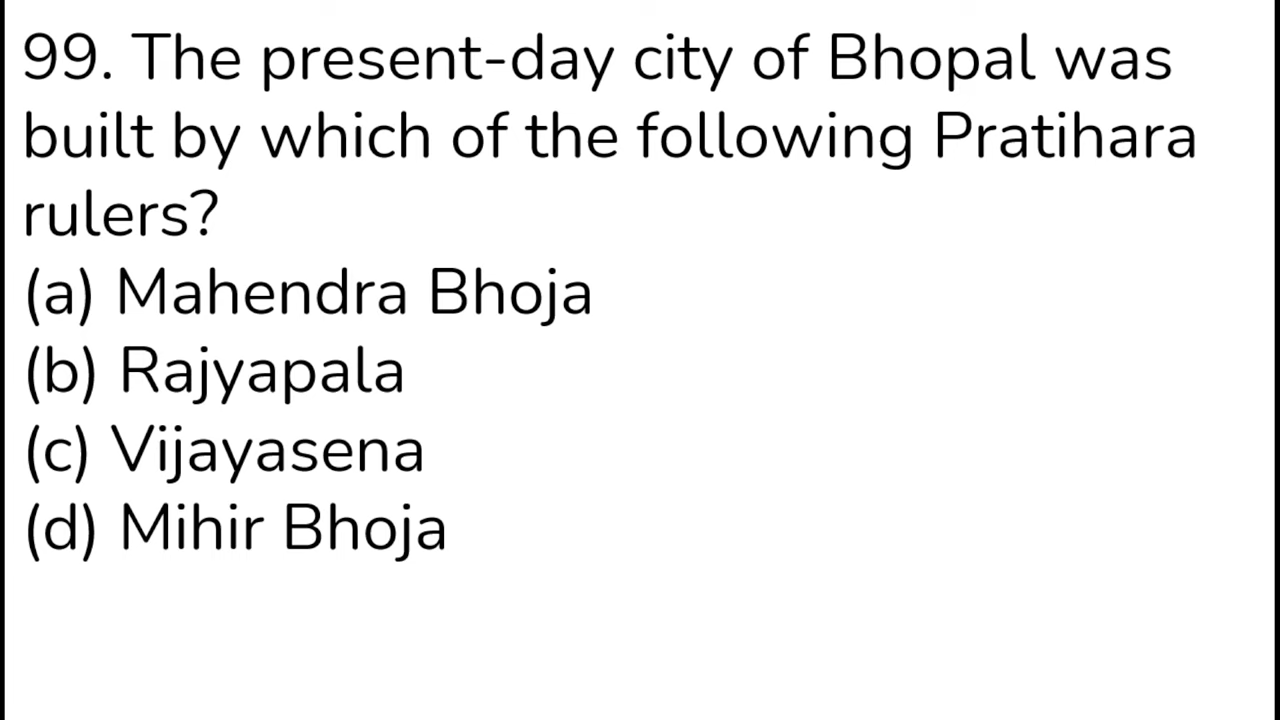 99. The present-day city of Bhopal was
built by which of the following Pratihara
rulers?
(a) Mahendra Bhoja
(b) Rajyapala
(c) Vijayasena
(d) Mihir Bhoja